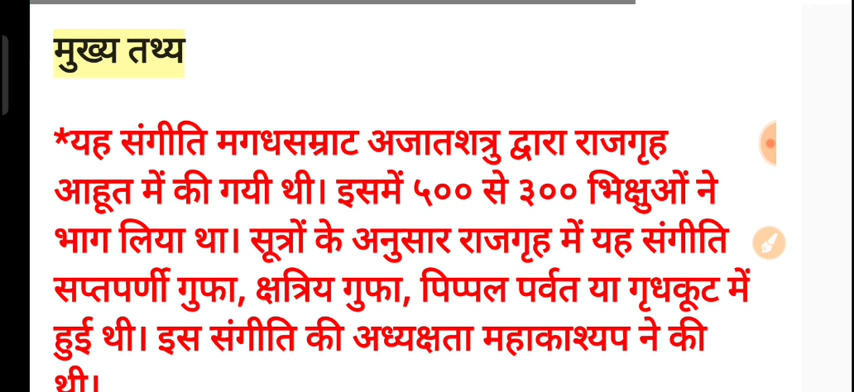 मुख्य तथ्य
*यह संगीति मगधसम्राट अजातशत्रु द्वारा राजगृह
आहूत में की गयी थी। इसमें ५०० से ३०० भिक्षुओं ने
भाग लिया था। सूत्रों के अनुसार राजगृह में यह संगीति
सप्तपर्णी गुफा, क्षत्रिय गुफा, पिप्पल पर्वत या गृधकूट में
हुई थी। इस संगीति की अध्यक्षता महाकाश्यप ने की
थी।